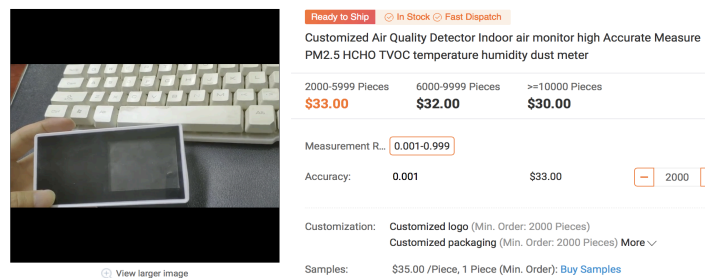 Ready to Ship In Stock Fast Dispatch
Customized Air Quality Detector Indoor air monitor high Accurate Measure
PM2.5 HCHO TVOC temperature humidity dust meter
2000-5999 Pieces 6000-9999 Pieces >=10000 Pieces
$33.00 $32.00 $30.00
Measurement R... 0.001-0.999
Accuracy: 0.001 $33.00 2000
Customization: Customized logo (Min. Order: 2000 Pieces)
Customized packaging (Min. Order: 2000 Pieces) More
Samples: $35.00 /Piece, 1 Piece (Min. Order): Buy Samples
View larger image